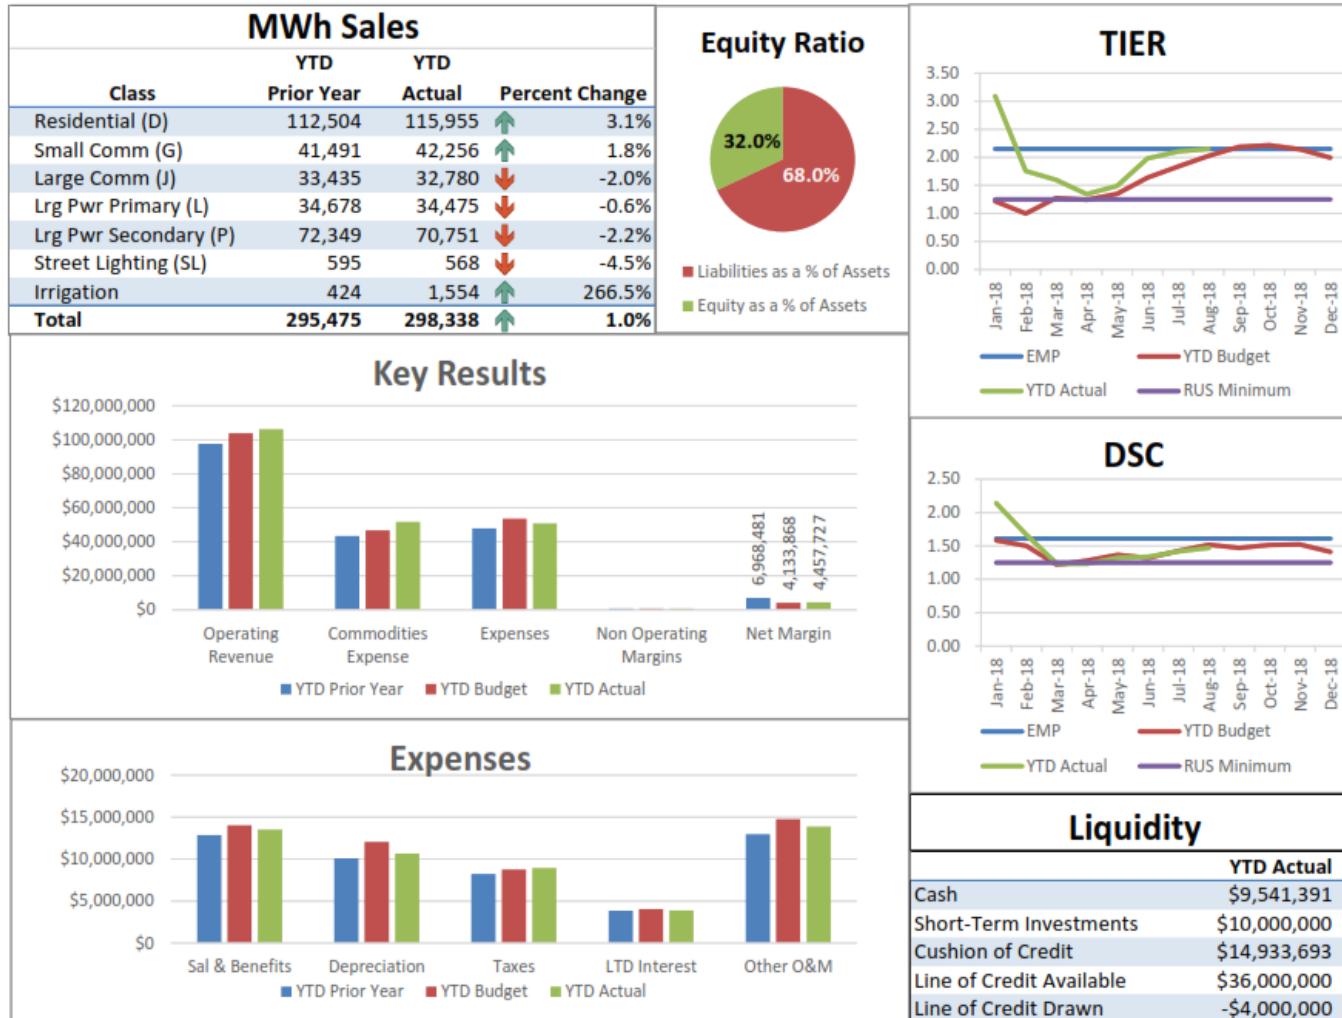 MWh Sales
YTD YTD
Class Prior Year Actual Percent Change
Residential (D) 112,504 115,955 3.1%
Small Comm (G) 41,491 42,256 1.8%
Large Comm (J) 33,435 32,780 -2.0%
Lrg Pwr Primary (L) 34,678 34,475 -0.6%
Lrg Pwr Secondary (P) 72,349 70,751 -2.2%
Street Lighting (SL) 595 568 -4.5%
Irrigation 424 1,554 266.5%
Total 295,475 298,338 1.0%
Equity Ratio
32.0%
68.0%
Liabilities as a % of Assets
Equity as a % of Assets
TIER
3.50
3.00
2.50
2.00
1.50
1.00
0.50
0.00
Jan-18 Feb-18 Mar-18 Apr-18 May-18 Jun-18 Jul-18 Aug-18 Sep-18 Oct-18 Nov-18 Dec-18
EMP YTD Budget
YTD Actual RUS Minimum
Key Results
$120,000,000
$100,000,000
$80,000,000
$60,000,000
$40,000,000
$20,000,000
$0
6,968,481 4,133,868 4,457,727
Operating Commodities Expenses Non Operating Net Margin
Revenue Expense Margins
YTD Prior Year YTD Budget YTD Actual
DSC
2.50
2.00
1.50
1.00
0.50
0.00
Jan-18 Feb-18 Mar-18 Apr-18 May-18 Jun-18 Jul-18 Aug-18 Sep-18 Oct-18 Nov-18 Dec-18
EMP YTD Budget
YTD Actual RUS Minimum
Expenses
$20,000,000
$15,000,000
$10,000,000
$5,000,000
$0
Sal & Benefits Depreciation Taxes LTD Interest Other O&M
YTD Prior Year YTD Budget YTD Actual
Liquidity
YTD Actual
Cash $9,541,391
Short-Term Investments $10,000,000
Cushion of Credit $14,933,693
Line of Credit Available $36,000,000
Line of Credit Drawn -$4,000,000